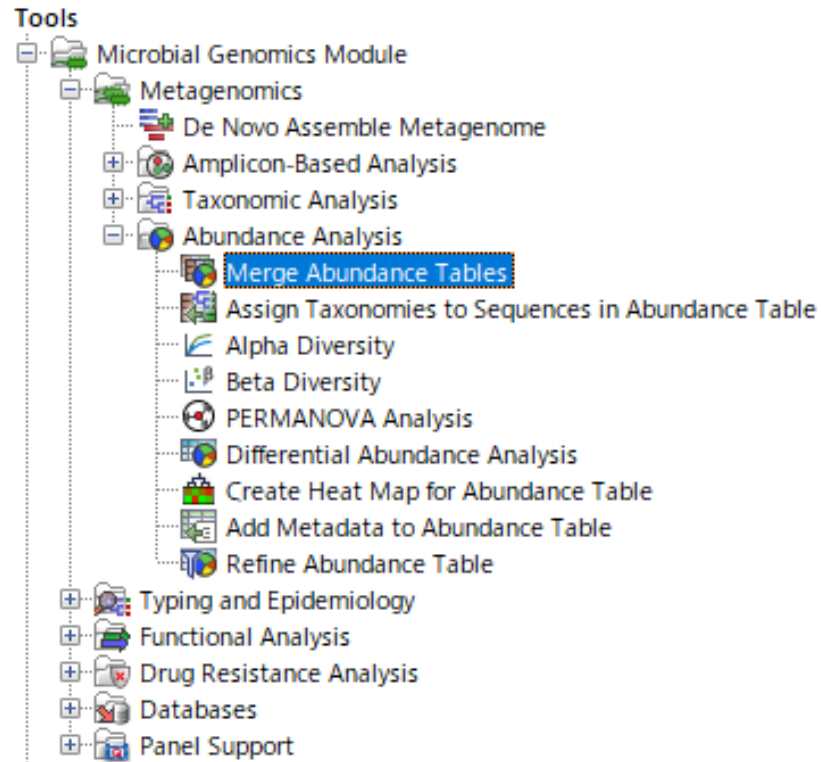 Tools
Microbial Genomics Module
Metagenomics
De Novo Assemble Metagenome
Amplicon-Based Analysis
Taxonomic Analysis
Abundance Analysis
Merge Abundance Tables
Assign Taxonomies to Sequences in Abundance Table
Alpha Diversity
Beta Diversity
PERMANOVA Analysis
Differential Abundance Analysis
Create Heat Map for Abundance Table
Add Metadata to Abundance Table
Refine Abundance Table
Typing and Epidemiology
Functional Analysis
Drug Resistance Analysis
Databases
Panel Support